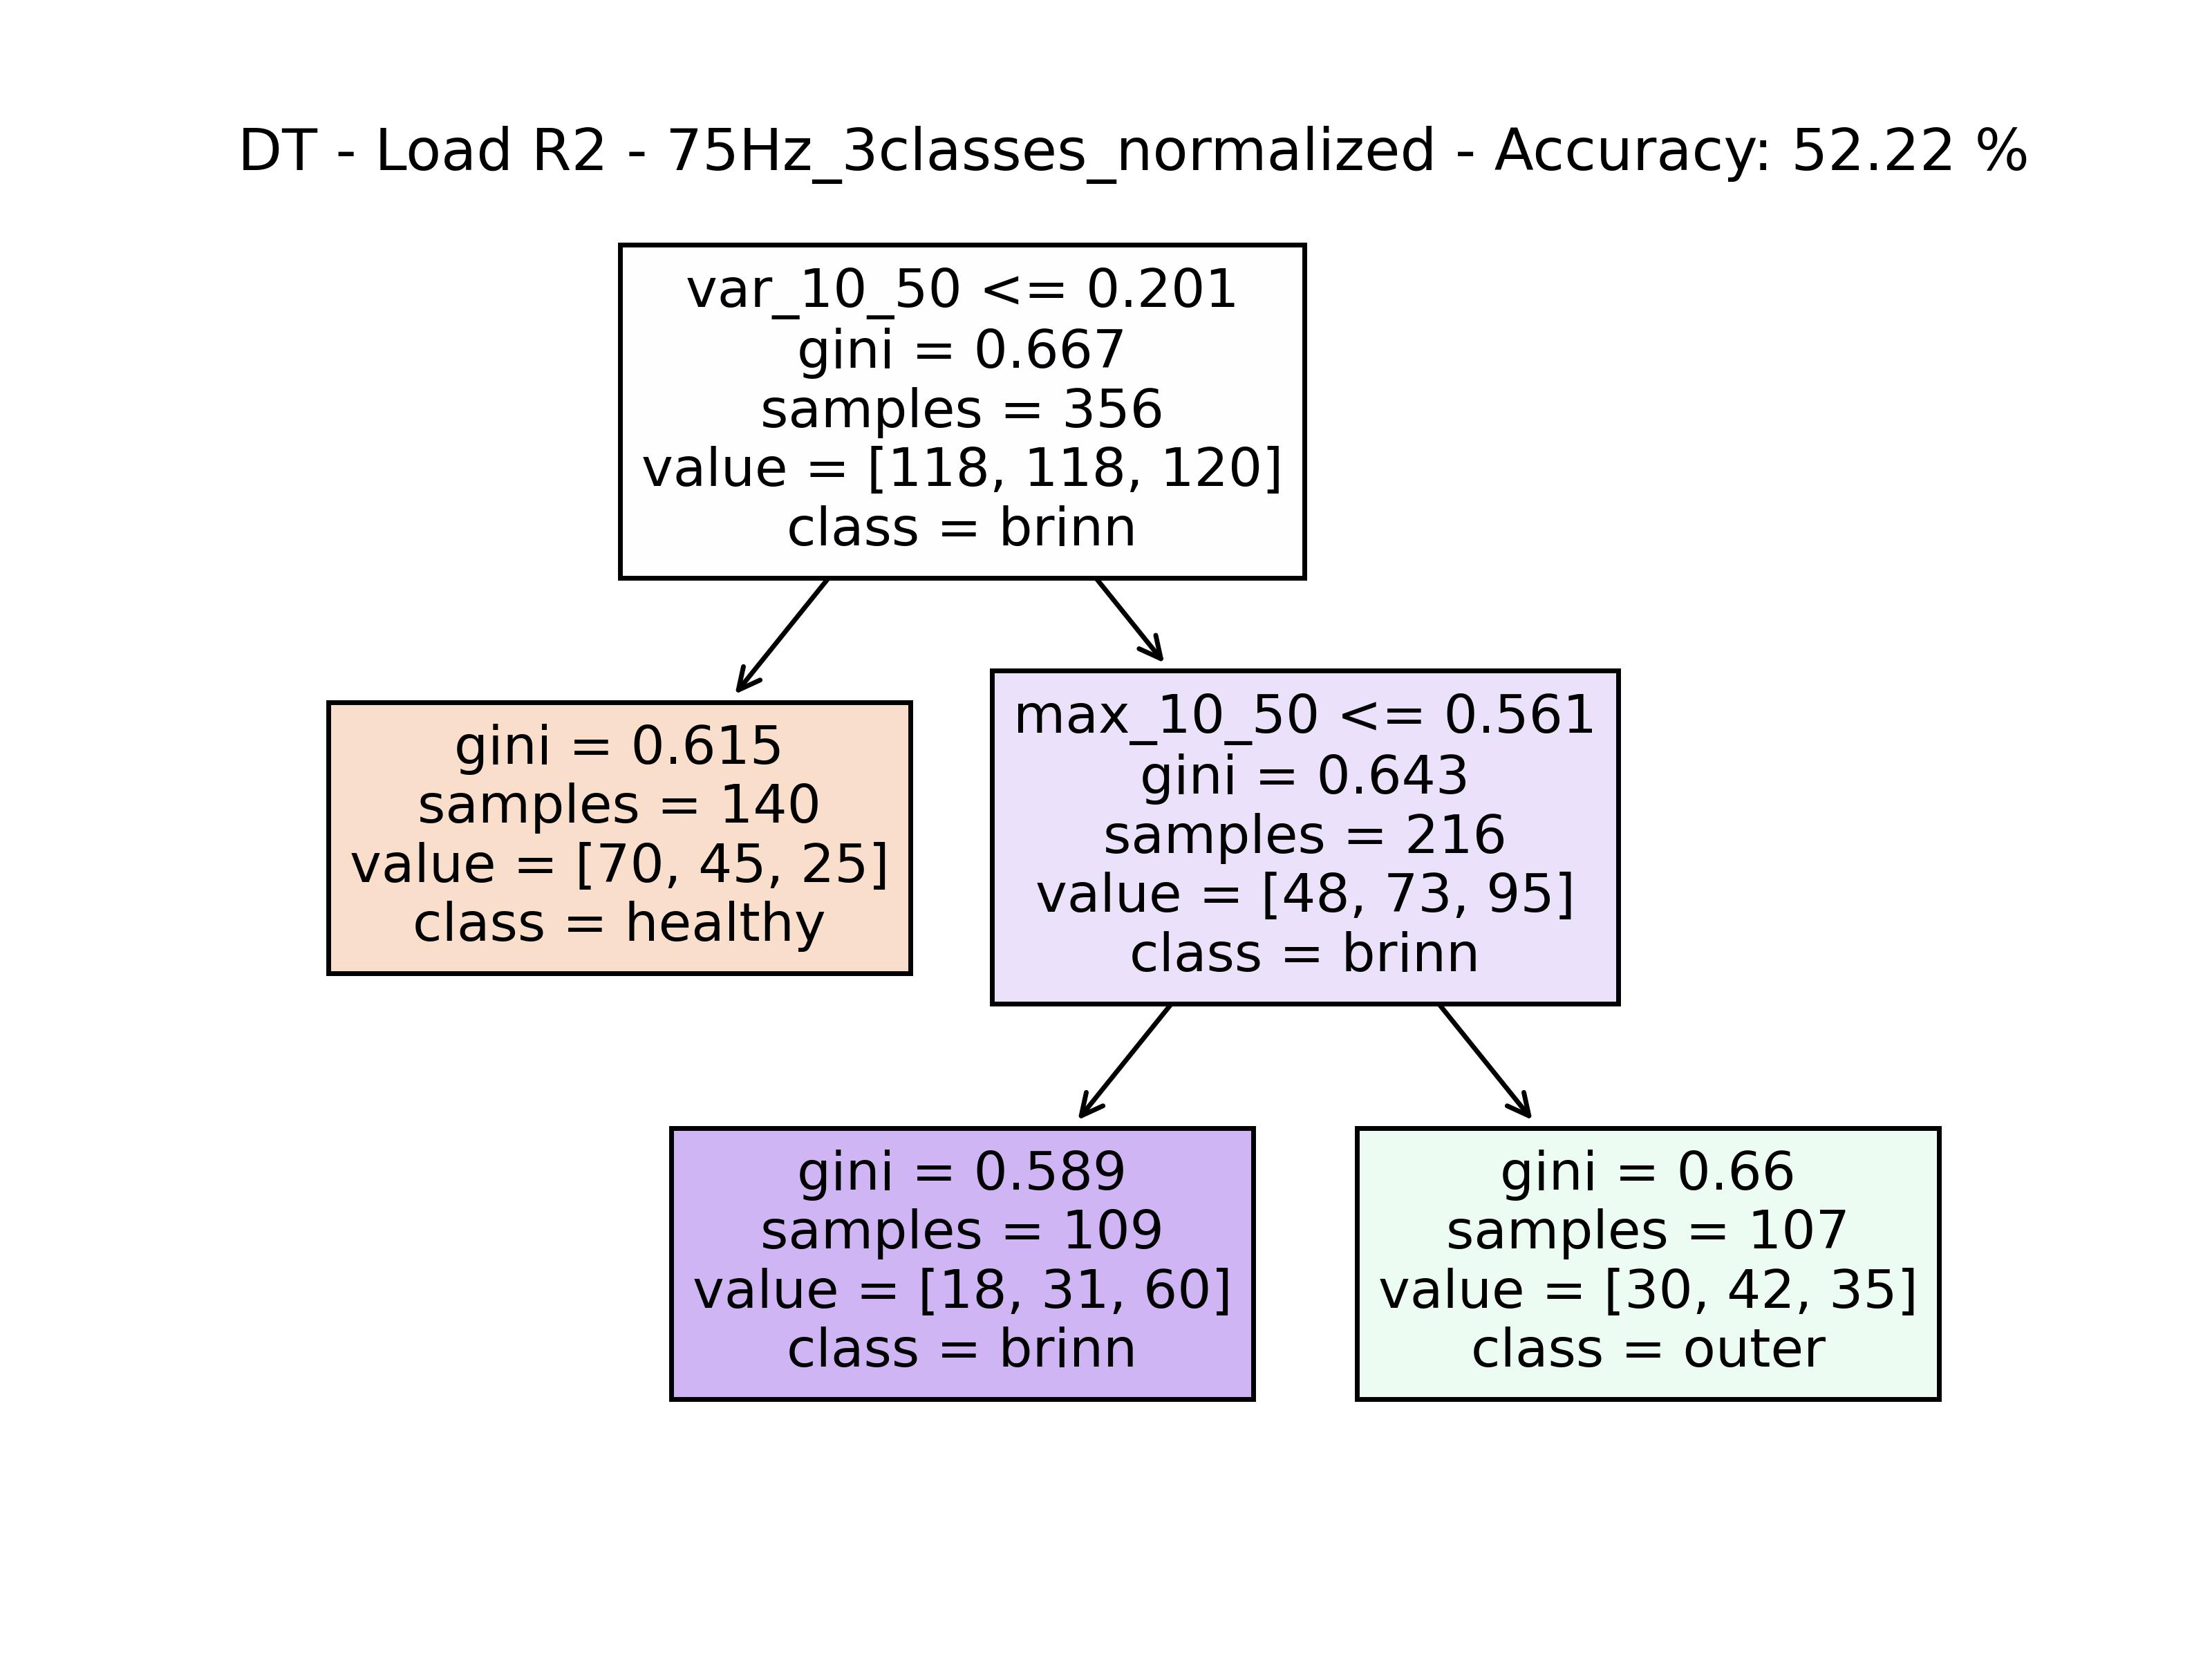 DT - Load R2 - 75Hz_3classes_normalized - Accuracy: 52.22 %
var_10_50 <= 0.201
gini = 0.667
samples = 356
value = [118, 118, 120]
class = brinn
gini = 0.615
samples = 140
value = [70, 45, 25]
class = healthy
max_10_50 <= 0.561
gini = 0.643
samples = 216
value = [48, 73, 95]
class = brinn
gini = 0.589
samples = 109
value = [18, 31, 60]
class = brinn
gini = 0.66
samples = 107
value = [30, 42, 35]
class = outer